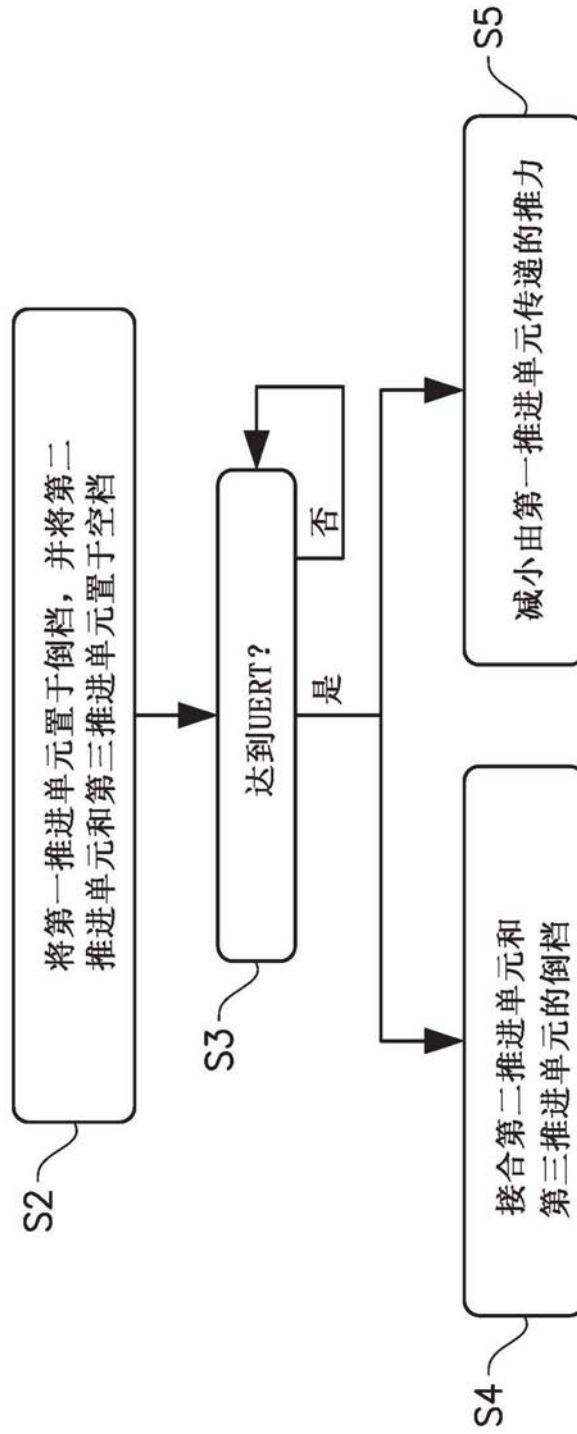 S2
将第一推进单元置于倒档，并将第二
推进单元和第三推进单元置于空档
S3
达到UERT？
否
是
S4
接合第二推进单元和
第三推进单元的倒档
S5
减小由第一推进单元传递的推力